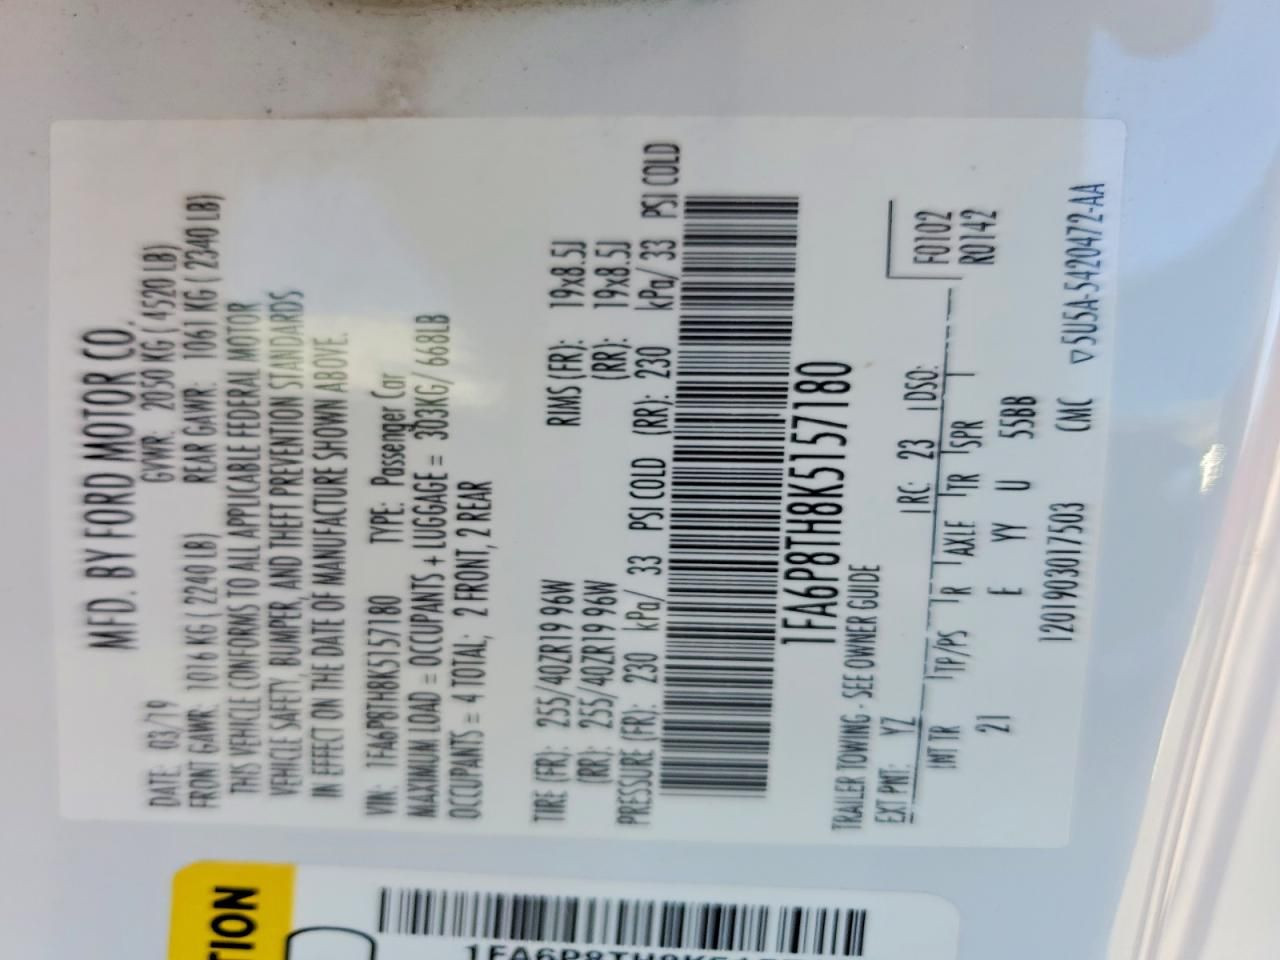 MFD. BY FORD MOTOR CO.
DATE: 03/19 GVWR: 2050 KG ( 4520 LB)
FRONT GAWR: 1016 KG ( 2240 LB) REAR GAWR: 1061 KG ( 2340 LB)
THIS VEHICLE CONFORMS TO ALL APPLICABLE FEDERAL MOTOR
VEHICLE SAFETY, BUMPER, AND THEFT PREVENTION STANDARDS
IN EFFECT ON THE DATE OF MANUFACTURE SHOWN ABOVE.
VIN: 1FA6P8TH8K5157180 TYPE: Passenger Car
MAXIMUM LOAD = OCCUPANTS + LUGGAGE = 303KG/ 668LB
OCCUPANTS = 4 TOTAL; 2 FRONT, 2 REAR
TIRE (FR): 255/40ZR19 96W RIMS (FR): 19x8.5J
(RR): 255/40ZR19 96W (RR): 19x8.5J
PRESSURE (FR): 230 kPa/ 33 PSI COLD (RR): 230 kPa/ 33 PSI COLD
1FA6P8TH8K5157180
TRAILER TOWING - SEE OWNER GUIDE
EXT PNT: YZ RC: 23 DSO: F0102
INT TR TP/PS R AXLE TR SPR R0142
21 E YY U 55BB
12019030 17503 CMC ▽5U5A-5420472-AA
TION